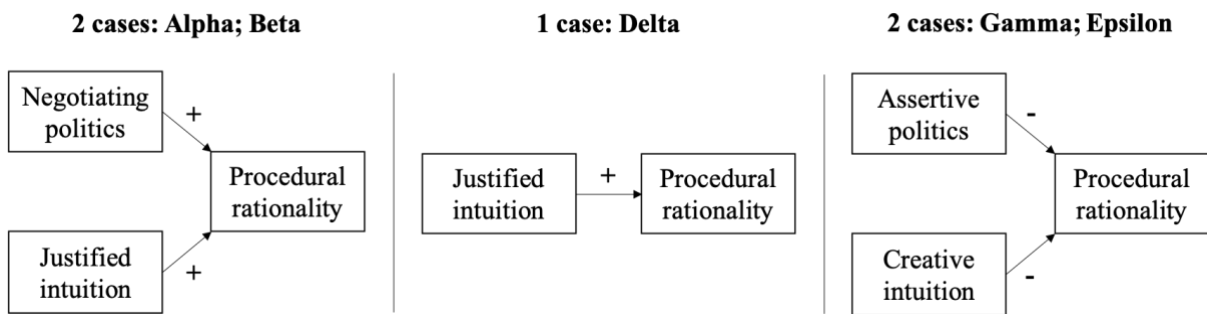 2 cases: Alpha; Beta
Negotiating
politics
+
Procedural
rationality
Justified
intuition
+
1 case: Delta
Justified
intuition
+
Procedural
rationality
2 cases: Gamma; Epsilon
Assertive
politics
-
Procedural
rationality
Creative
intuition
-